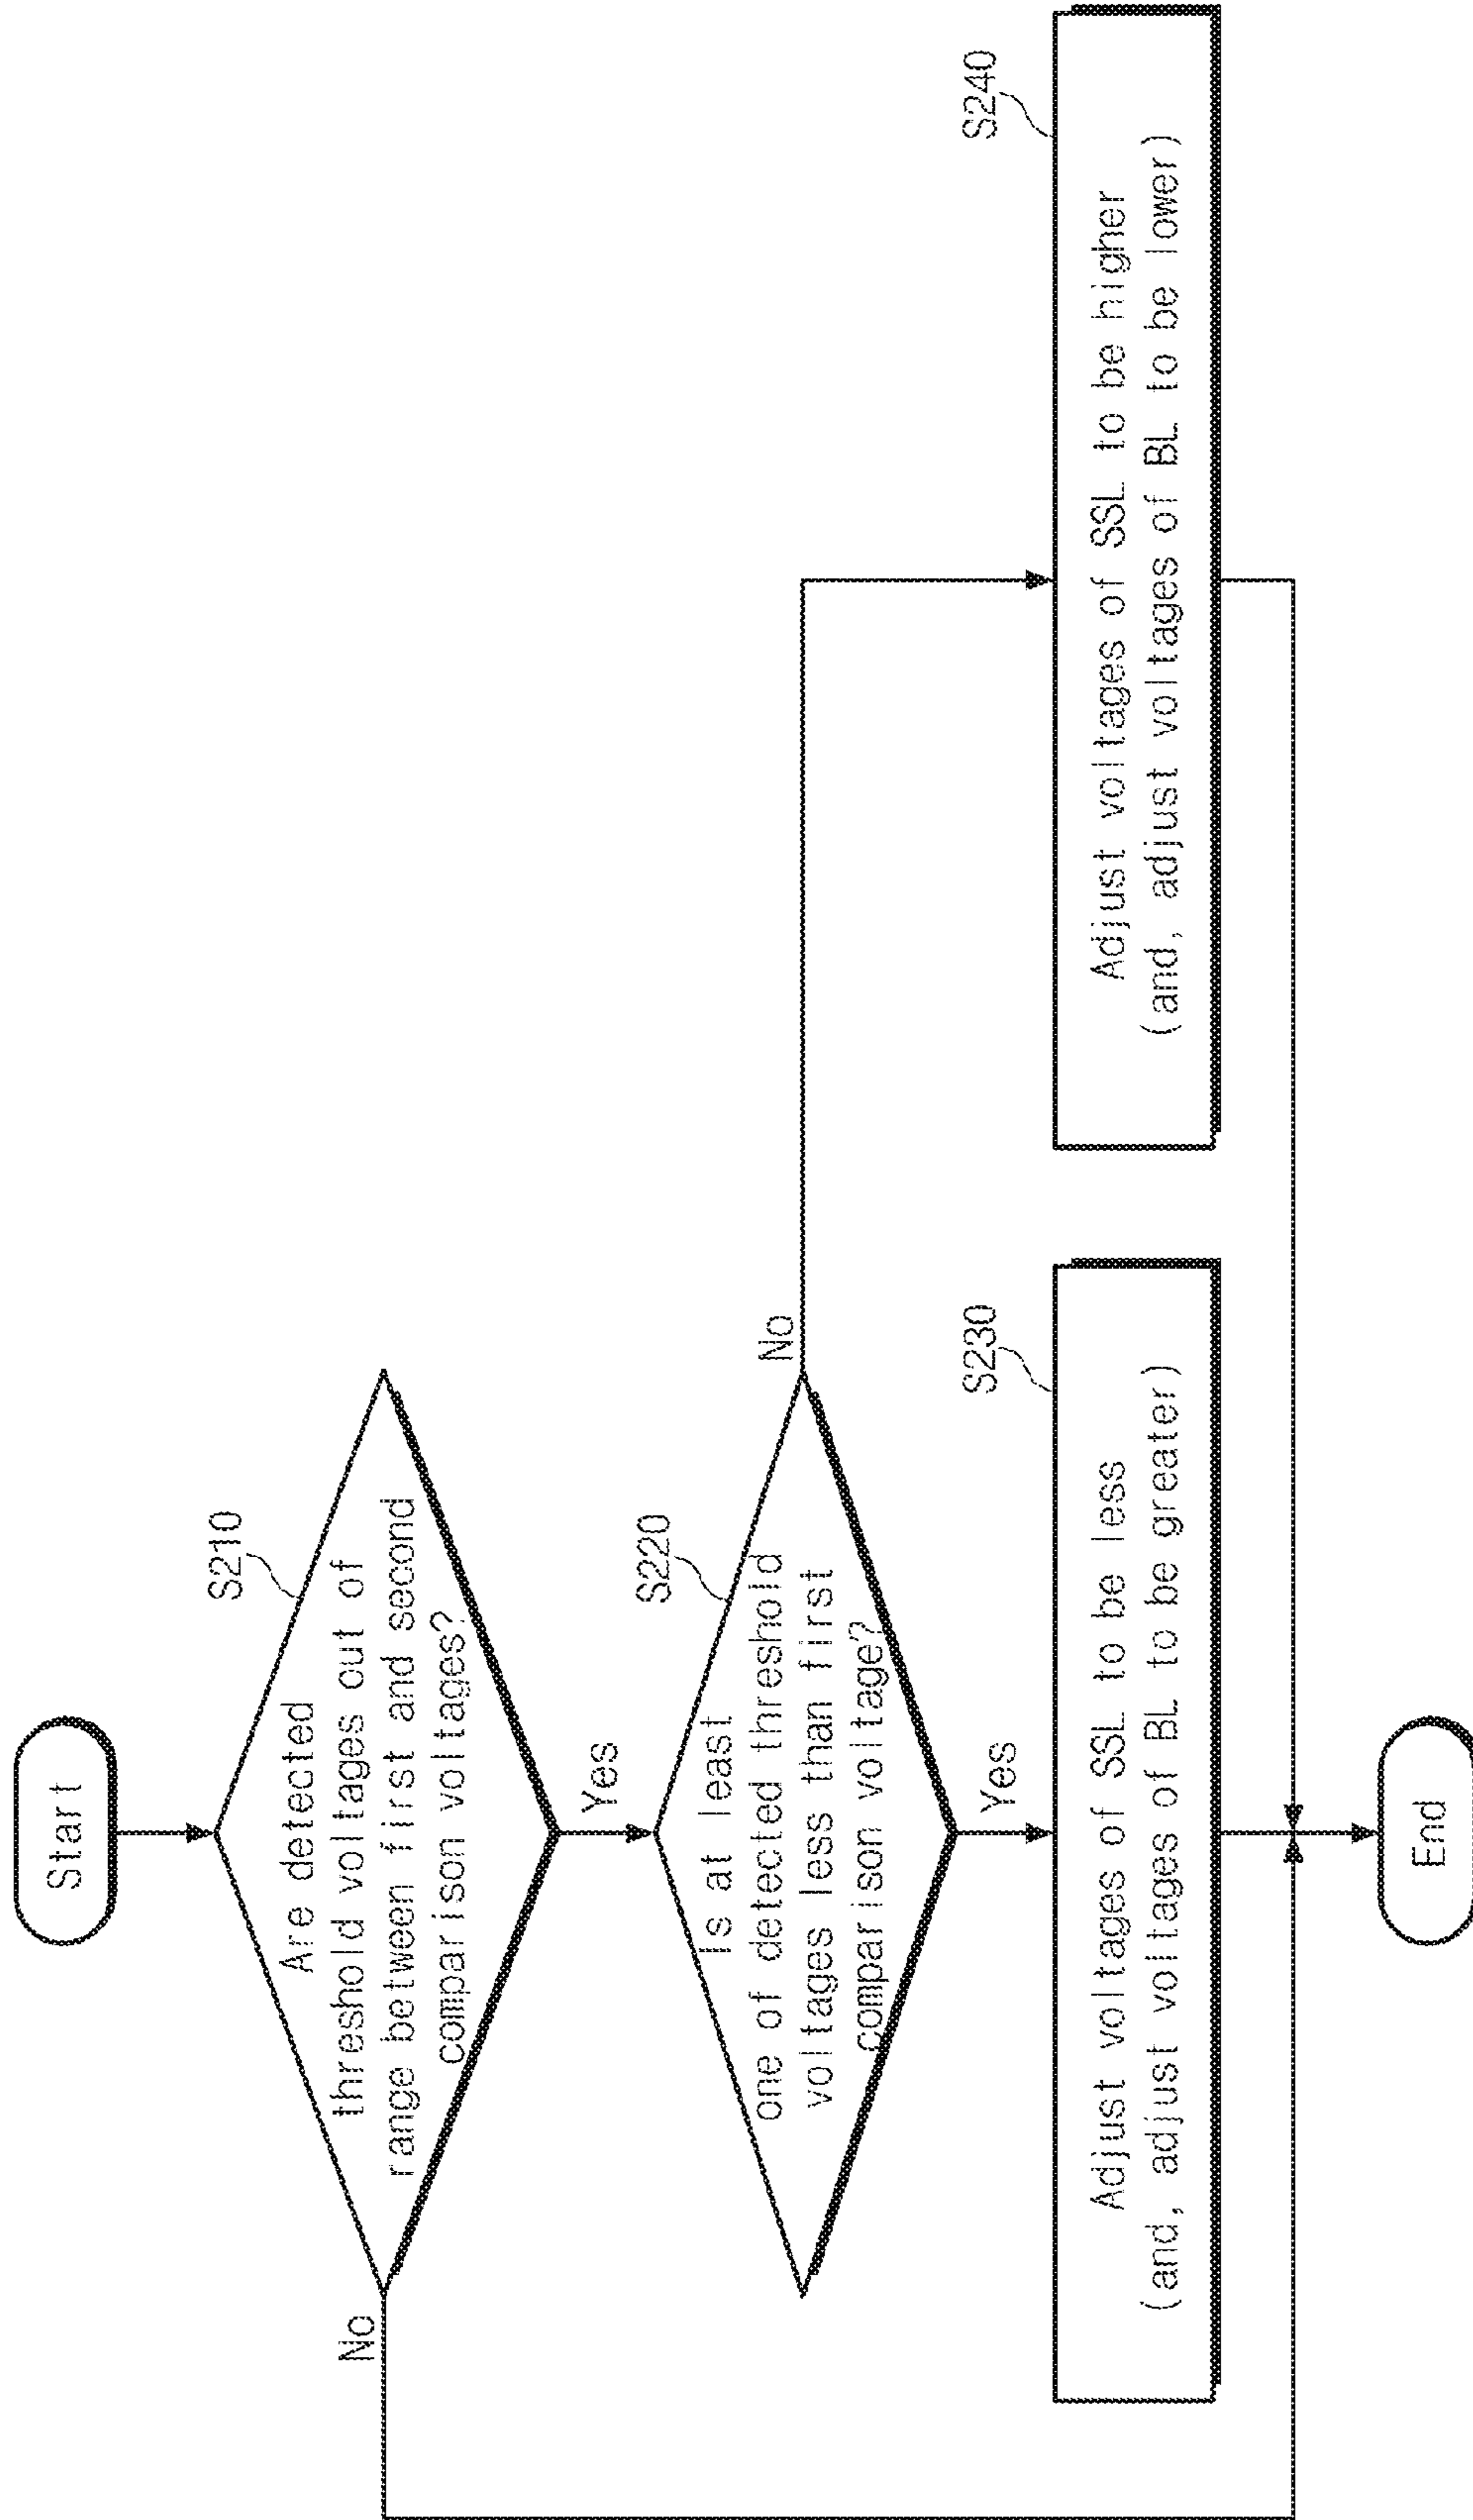 Start
S210
Are detected
threshold voltages out of
range between first and second
comparison voltages?
No
Yes
S220
Is at least
one of detected threshold
voltages less than first
comparison voltage?
No
Yes
S230
Adjust voltages of SSL to be less
(and, adjust voltages of BL to be greater)
S240
Adjust voltages of SSL to be higher
(and, adjust voltages of BL to be lower)
End